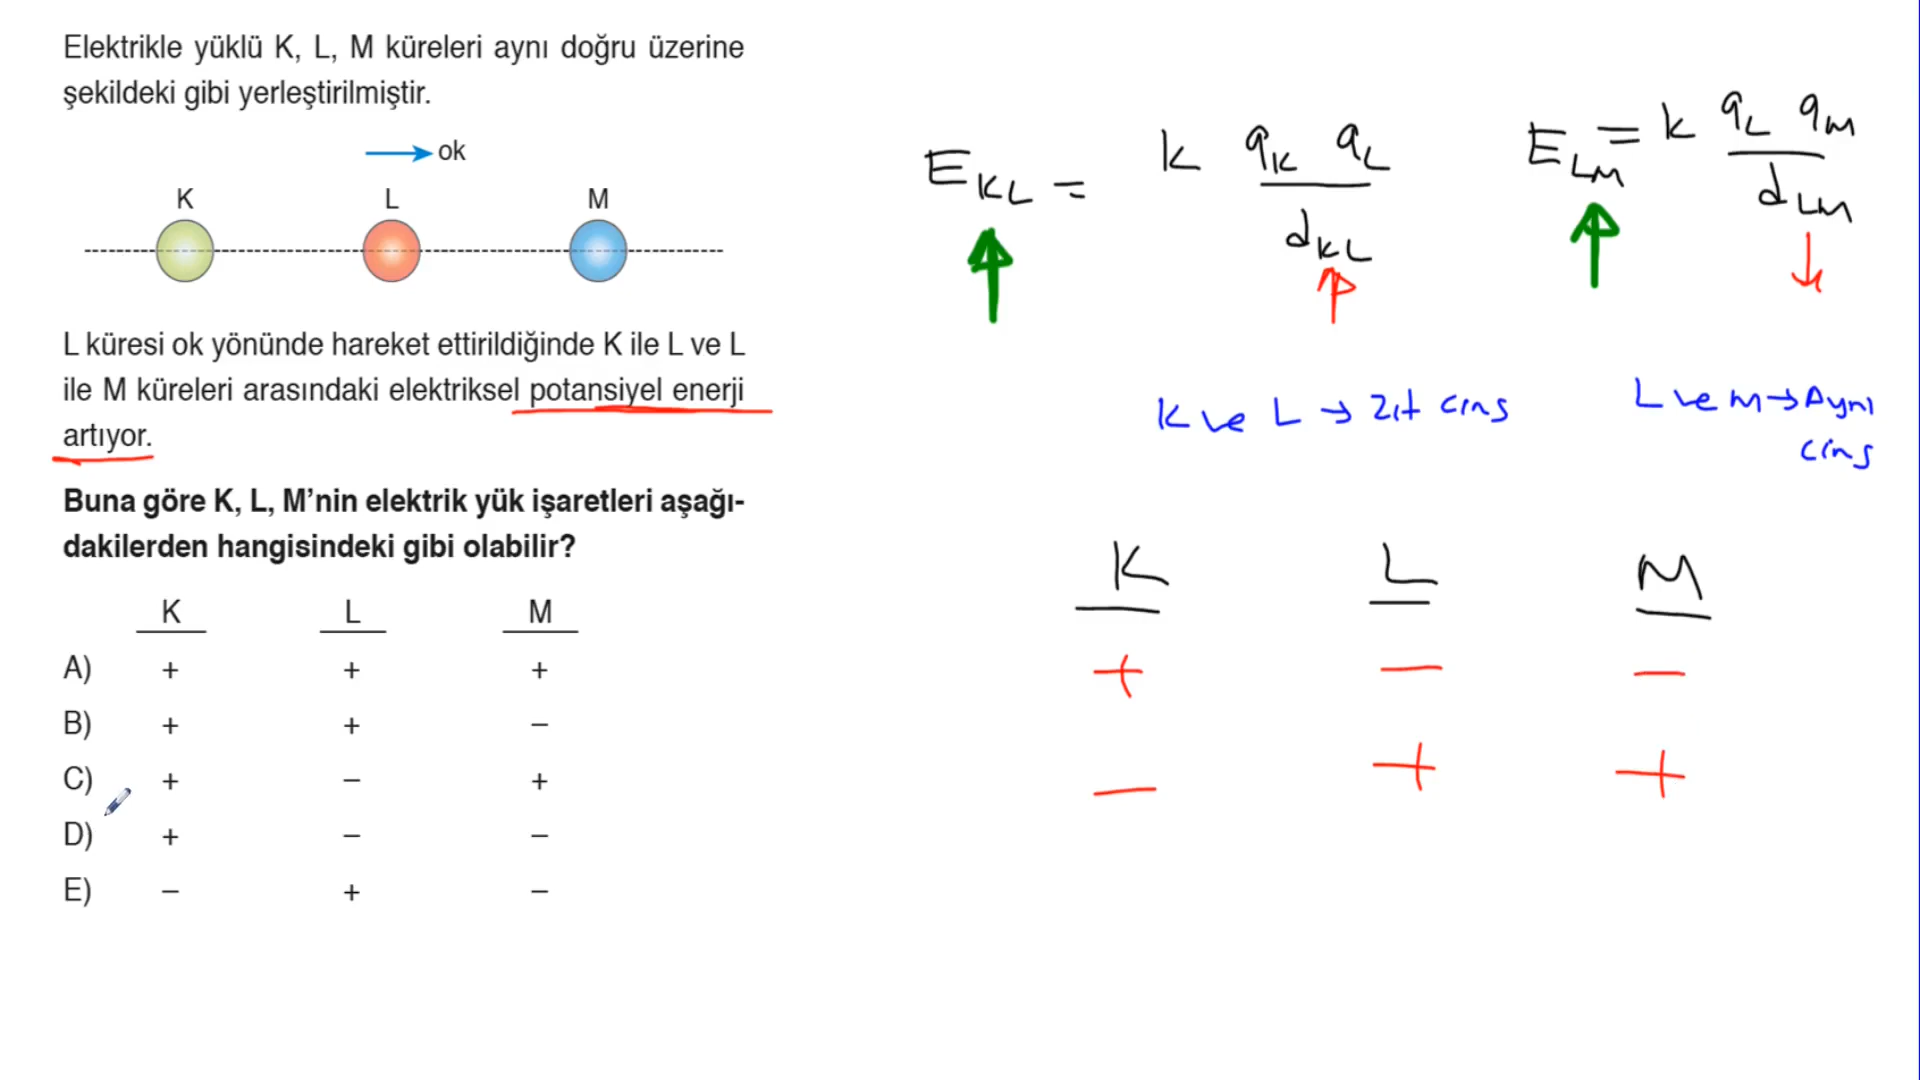 Elektrikle yüklü K, L, M küreleri aynı doğru üzerine
şekildeki gibi yerleştirilmiştir.
ok
K L M
L küresi ok yönünde hareket ettirildiğinde K ile L ve L
ile M küreleri arasındaki elektriksel potansiyel enerji
artıyor.
Buna göre K, L, M’nin elektrik yük işaretleri aşağı-
dakilerden hangisindeki gibi olabilir?
K L M
A) + + +
B) + + –
C) + – +
D) + – –
E) – + –
E_KL = k q_K q_L / d_KL
E_LM = k q_L q_M / d_LM
K ve L → Zıt cins
L ve M → Aynı
cins
K L M
+ – –
– + +